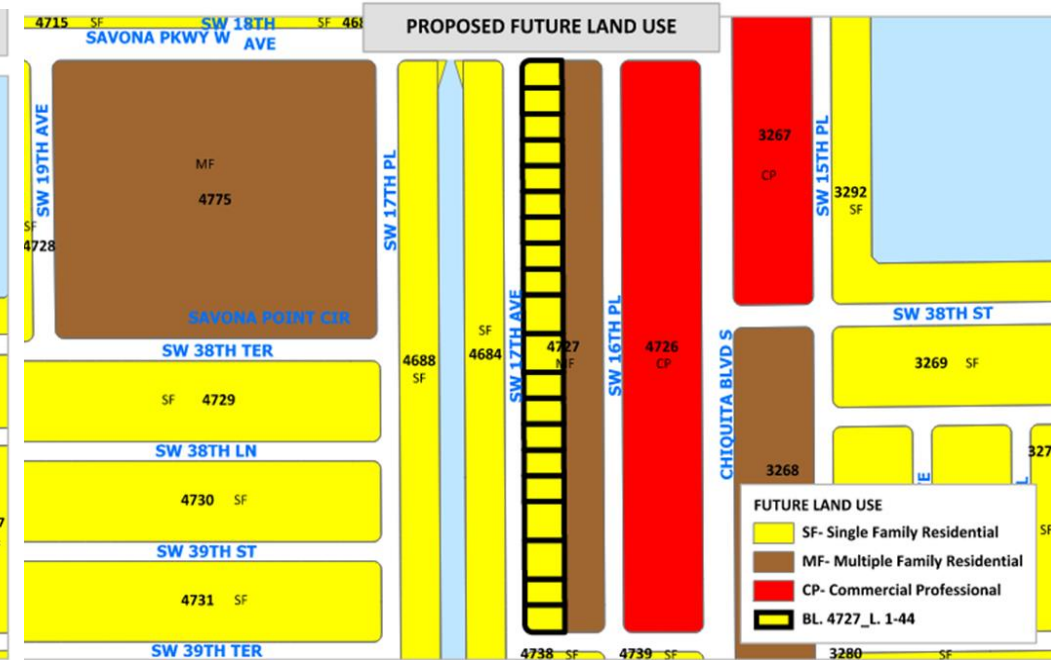 PROPOSED FUTURE LAND USE
4715 SF
SW 18TH
AVE
SF
SAVONA PKWY W
SW 19TH AVE
MF
4775
SF
4728
SAVONA POINT CIR
SW 38TH TER
SF 4729
SW 38TH LN
4730 SF
SW 39TH ST
4731 SF
SW 39TH TER
SW 17TH PL
4688
SF
SF
4684
SW 17TH AVE
4727
MF
SW 16TH PL
4726
CP
4738 SF
4739 SF
CHIQUITA BLVD S
3267
CP
SW 15TH PL
3292
SF
SW 38TH ST
3269 SF
3268
3280 SF
FUTURE LAND USE
SF- Single Family Residential
MF- Multiple Family Residential
CP- Commercial Professional
BL. 4727_L. 1-44